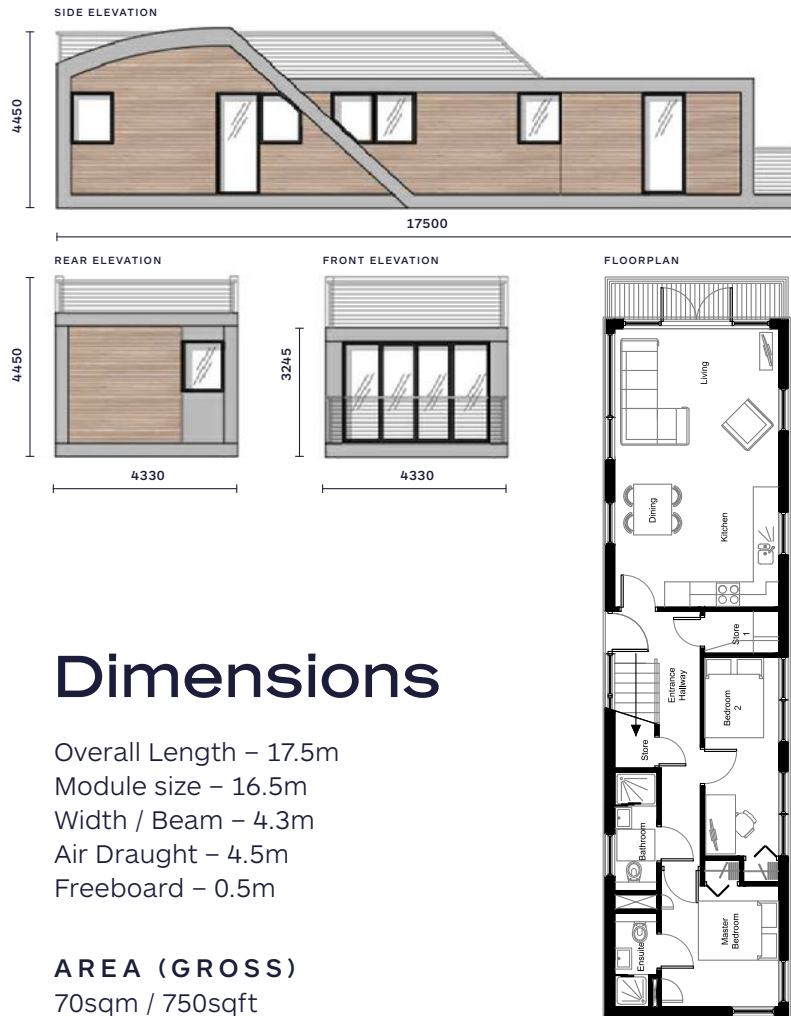 SIDE ELEVATION
4450
17500
REAR ELEVATION
FRONT ELEVATION
FLOORPLAN
4450
3245
4330
4330
Living
Dining
Kitchen
Store
1
Entrance
Hallway
Bedroom
2
Store
Bathroom
Master
Bedroom
Ensuite
Dimensions
Overall Length – 17.5m
Module size – 16.5m
Width / Beam – 4.3m
Air Draught – 4.5m
Freeboard – 0.5m
AREA (GROSS)
70sqm / 750sqft